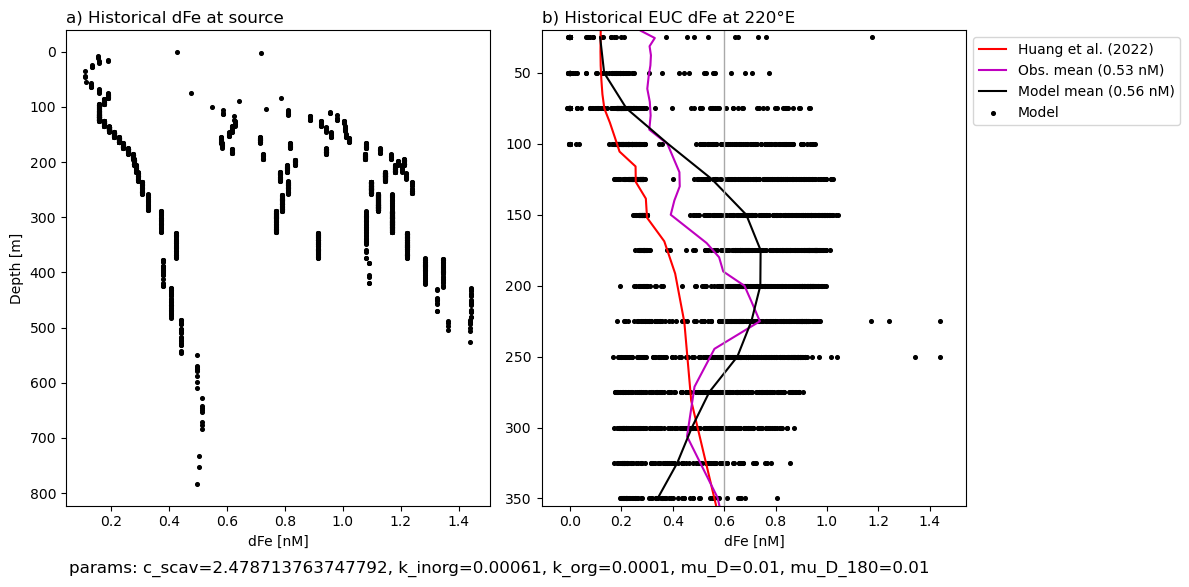 a) Historical dFe at source
0
100
200
300
400
500
600
700
800
Depth [m]
0.2 0.4 0.6 0.8 1.0 1.2 1.4
dFe [nM]
b) Historical EUC dFe at 220°E
50
100
150
200
250
300
350
0.0 0.2 0.4 0.6 0.8 1.0 1.2 1.4
dFe [nM]
Huang et al. (2022)
Obs. mean (0.53 nM)
Model mean (0.56 nM)
Model
params: c_scav=2.478713763747792, k_inorg=0.00061, k_org=0.0001, mu_D=0.01, mu_D_180=0.01